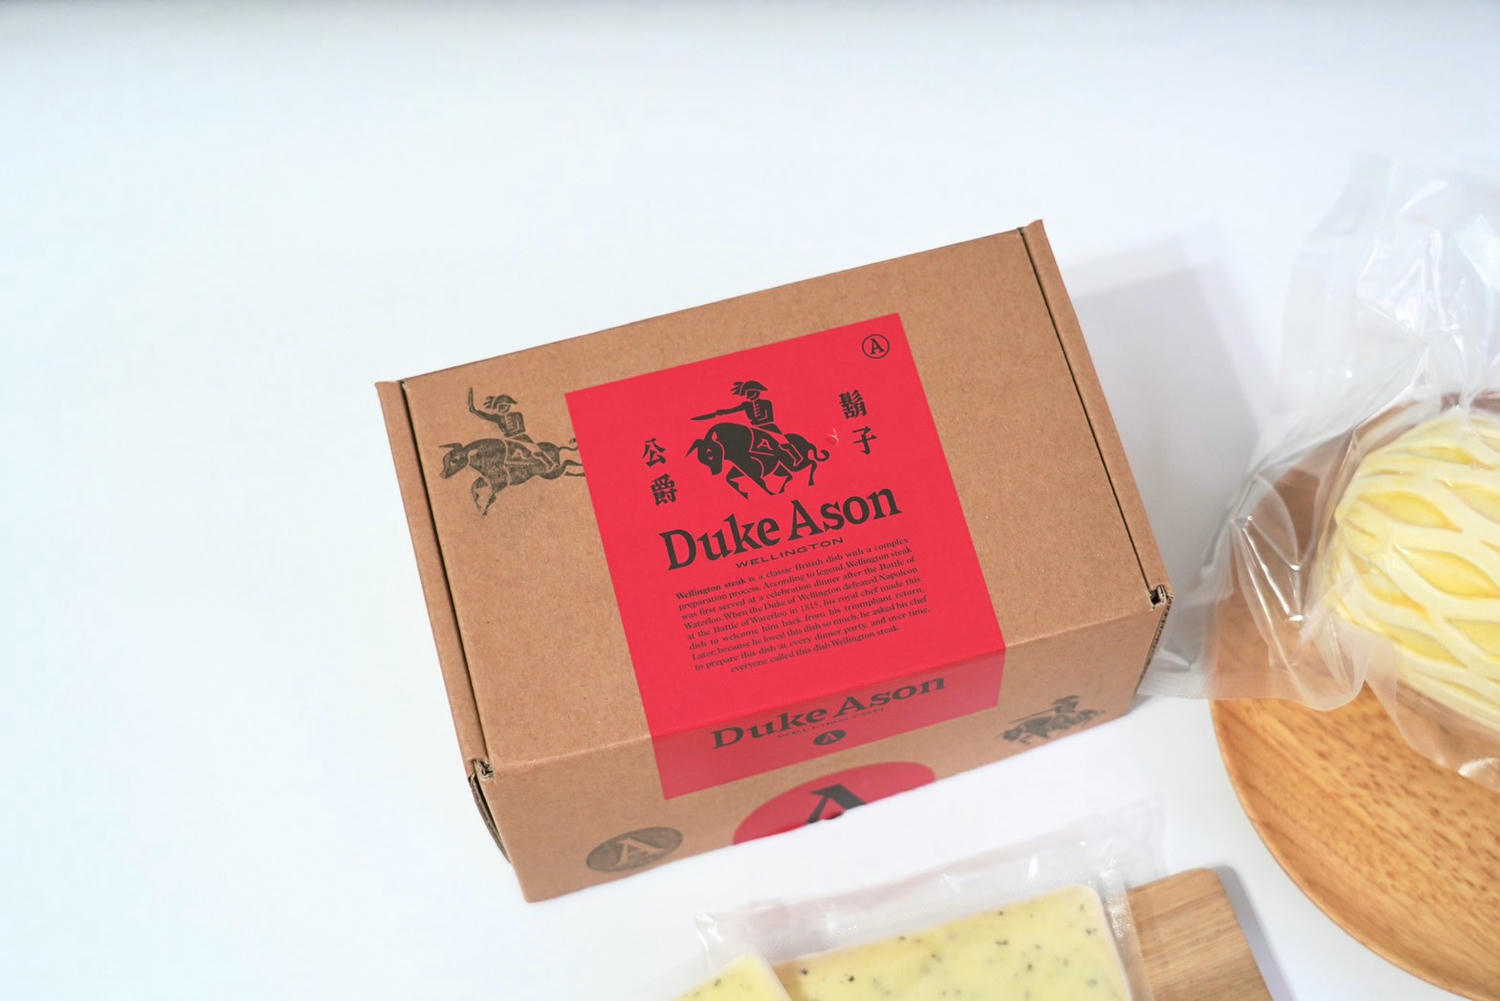 A
鬍子
公爵
Duke Ason
WELLINGTON
Wellington steak is a classic British dish with a complex
preparation process. According to legend, Wellington steak
was first served at a celebration dinner after the Battle of
Waterloo. When the Duke of Wellington defeated Napoleon
at the Battle of Waterloo in 1815, his royal chef made this
dish to welcome him back from his triumphant return.
Later, because he loved this dish so much, he asked his chef
to prepare this dish at every dinner party, and over time,
everyone called this dish Wellington steak.
Duke Ason
WELLINGTON
A
A
A